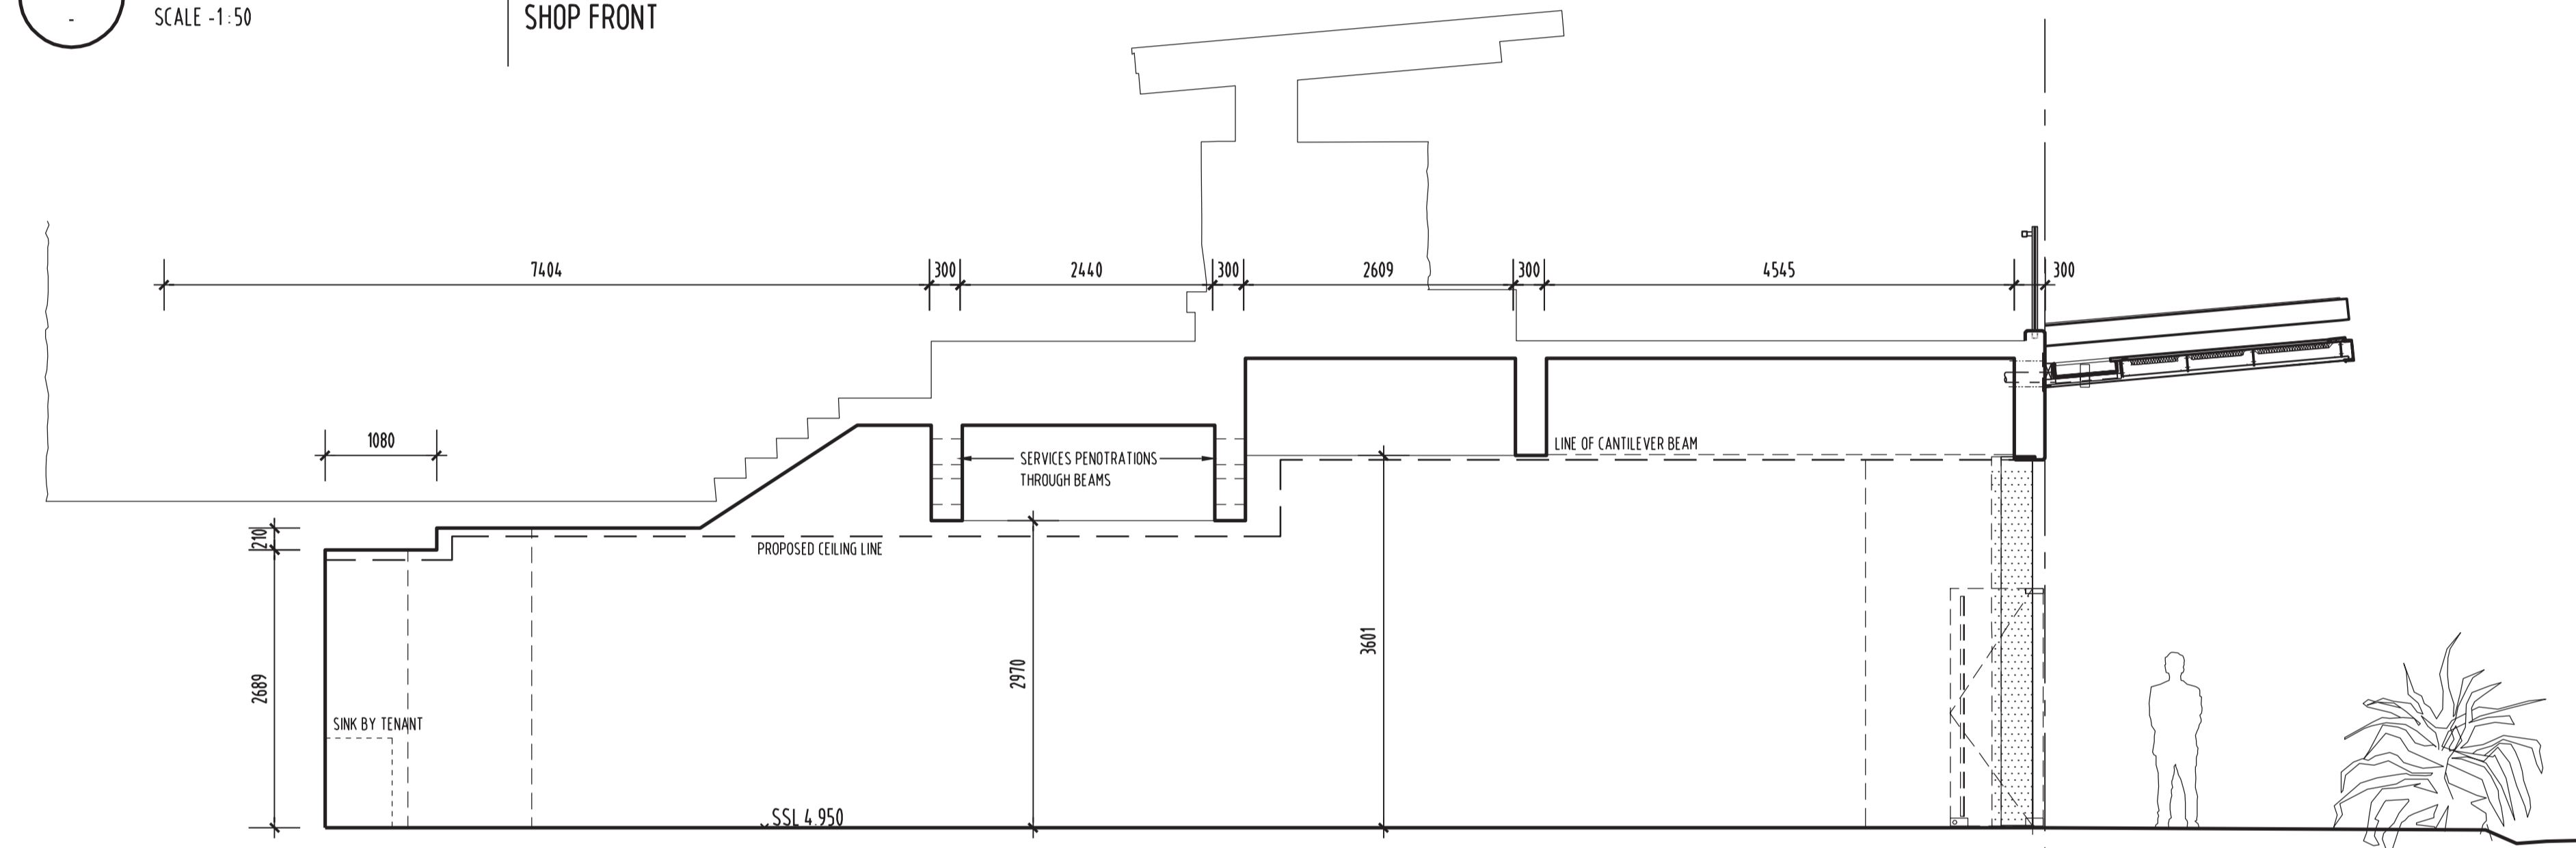 -
SCALE -1:50
SHOP FRONT
7404
300
2440
300
2609
300
4545
300
1080
LINE OF CANTILEVER BEAM
SERVICES PENOTRATIONS
THROUGH BEAMS
210
PROPOSED CEILING LINE
2689
2970
3601
SINK BY TENANT
SSL 4.950